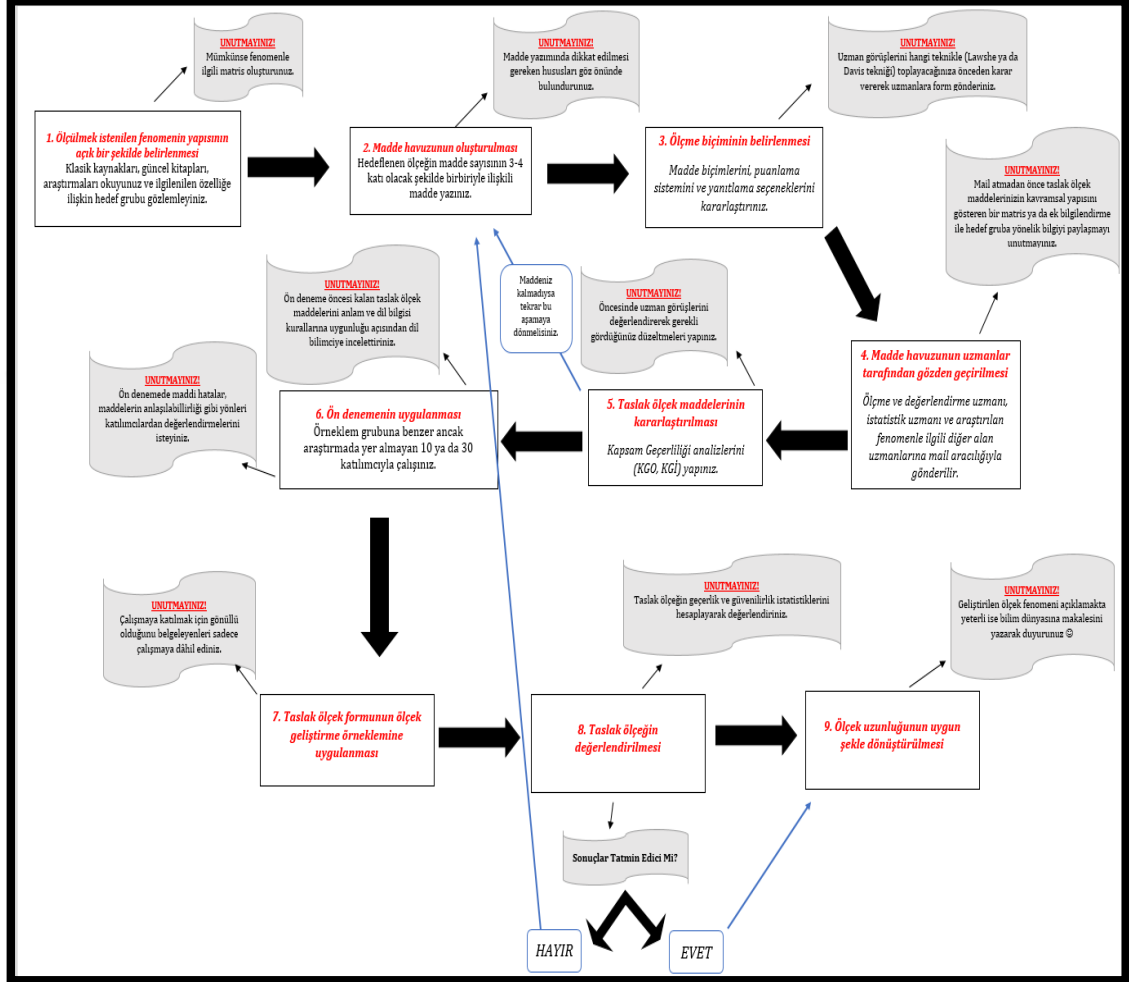 UNUTMAYINIZ!
Mümkünse fenomenle
ilgili matris oluşturunuz.
UNUTMAYINIZ!
Madde yazımında dikkat edilmesi
gereken hususları göz önünde
bulundurunuz.
UNUTMAYINIZ!
Uzman görüşlerini hangi teknikle (Lawshe ya da
Davis tekniği) toplayacağınıza önceden karar
vererek uzmanlara form gönderiniz.
1. Ölçülmek istenilen fenomenin yapısının
açık bir şekilde belirlenmesi
Klasik kaynakları, güncel kitapları,
araştırmaları okuyunuz ve ilgilenilen özelliğe
ilişkin hedef grubu gözlemleyiniz.
2. Madde havuzunun oluşturulması
Hedeflenen ölçeğin madde sayısının 3-4
katı olacak şekilde birbiriyle ilişkili
madde yazınız.
3. Ölçme biçiminin belirlenmesi
Madde biçimlerini, puanlama
sistemini ve yanıtlama seçeneklerini
kararlaştırınız.
UNUTMAYINIZ!
Mail atmadan önce taslak ölçek
maddelerinizin kavramsal yapısını
gösteren bir matris ya da ek bilgilendirme
ile hedef gruba yönelik bilgiyi paylaşmayı
unutmayınız.
UNUTMAYINIZ!
Ön deneme öncesi kalan taslak ölçek
maddelerini anlam ve dil bilgisi
kurallarına uygunluğu açısından dil
bilimciye incelettiriniz.
Maddeniz
kalmadıysa
tekrar bu
aşamaya
dönmelisiniz.
UNUTMAYINIZ!
Öncesinde uzman görüşlerini
değerlendirerek gerekli
gördüğünüz düzeltmeleri yapınız.
UNUTMAYINIZ!
Ön denemede maddi hatalar,
maddelerin anlaşılabillirliği gibi yönleri
katılımcılardan değerlendirmelerini
isteyiniz.
4. Madde havuzunun uzmanlar
tarafından gözden geçirilmesi
Ölçme ve değerlendirme uzmanı,
istatistik uzmanı ve araştırılan
fenomenle ilgili diğer alan
uzmanlarına mail aracılığıyla
gönderilir.
5. Taslak ölçek maddelerinin
kararlaştırılması
Kapsam Geçerliliği analizlerini
(KGO, KGİ) yapınız.
6. Ön denemenin uygulanması
Örneklem grubuna benzer ancak
araştırmada yer almayan 10 ya da 30
katılımcıyla çalışınız.
UNUTMAYINIZ!
Çalışmaya katılmak için gönüllü
olduğunu belgeleyenleri sadece
çalışmaya dâhil ediniz.
UNUTMAYINIZ!
Taslak ölçeğin geçerlik ve güvenilirlik istatistiklerini
hesaplayarak değerlendiriniz.
UNUTMAYINIZ!
Geliştirilen ölçek fenomeni açıklamakta
yeterli ise bilim dünyasına makalesini
yazarak duyurunuz ☺
7. Taslak ölçek formunun ölçek
geliştirme örneklemine
uygulanması
8. Taslak ölçeğin
değerlendirilmesi
9. Ölçek uzunluğunun uygun
şekle dönüştürülmesi
Sonuçlar Tatmin Edici Mi?
HAYIR
EVET